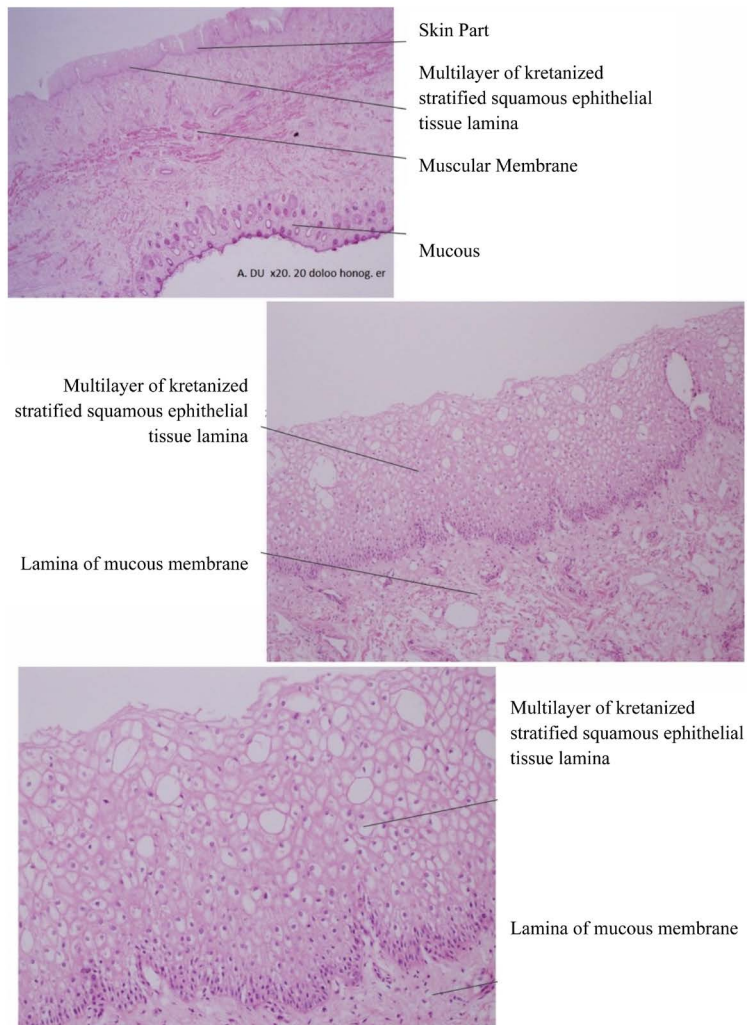 Skin Part
Multilayer of kretanized
stratified squamous ephithelial
tissue lamina
Muscular Membrane
Mucous
A. DU x20. 20 doloo honog. er
Multilayer of kretanized
stratified squamous ephithelial
tissue lamina
Lamina of mucous membrane
Multilayer of kretanized
stratified squamous ephithelial
tissue lamina
Lamina of mucous membrane